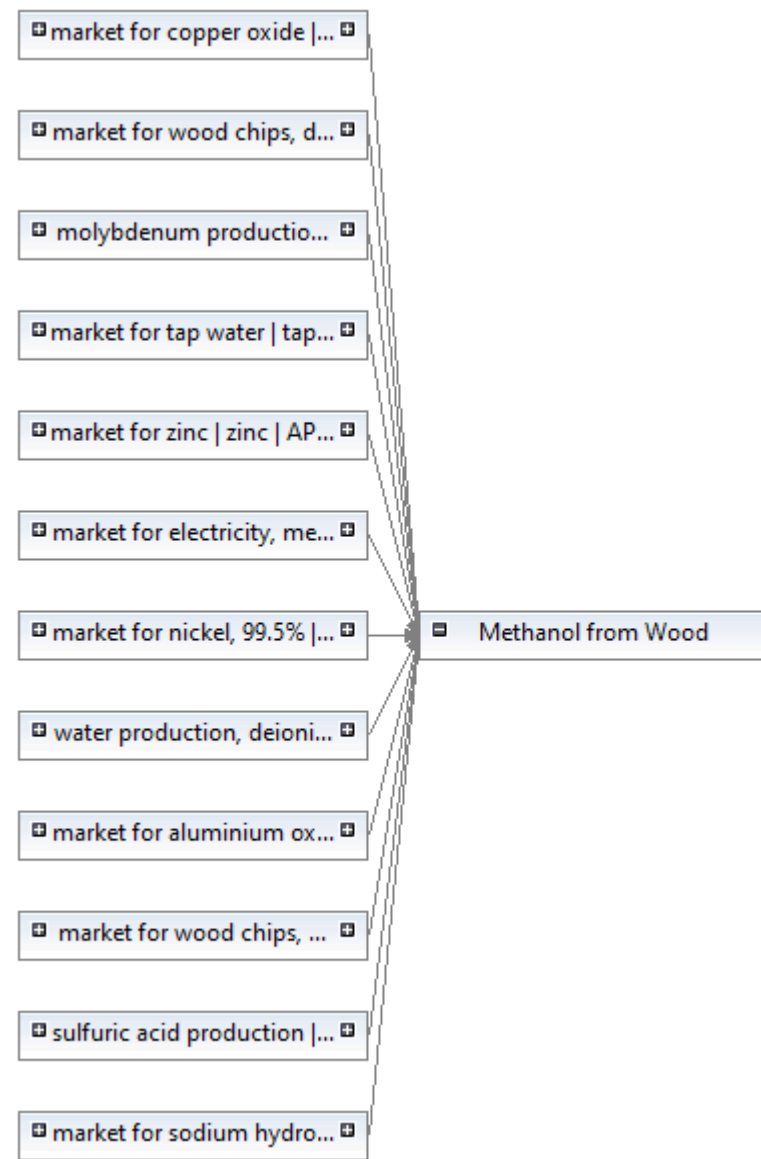 market for copper oxide |...
market for wood chips, d...
molybdenum productio...
market for tap water | tap...
market for zinc | zinc | AP...
market for electricity, me...
market for nickel, 99.5% |...
Methanol from Wood
water production, deioni...
market for aluminium ox...
market for wood chips, ...
sulfuric acid production |...
market for sodium hydro...